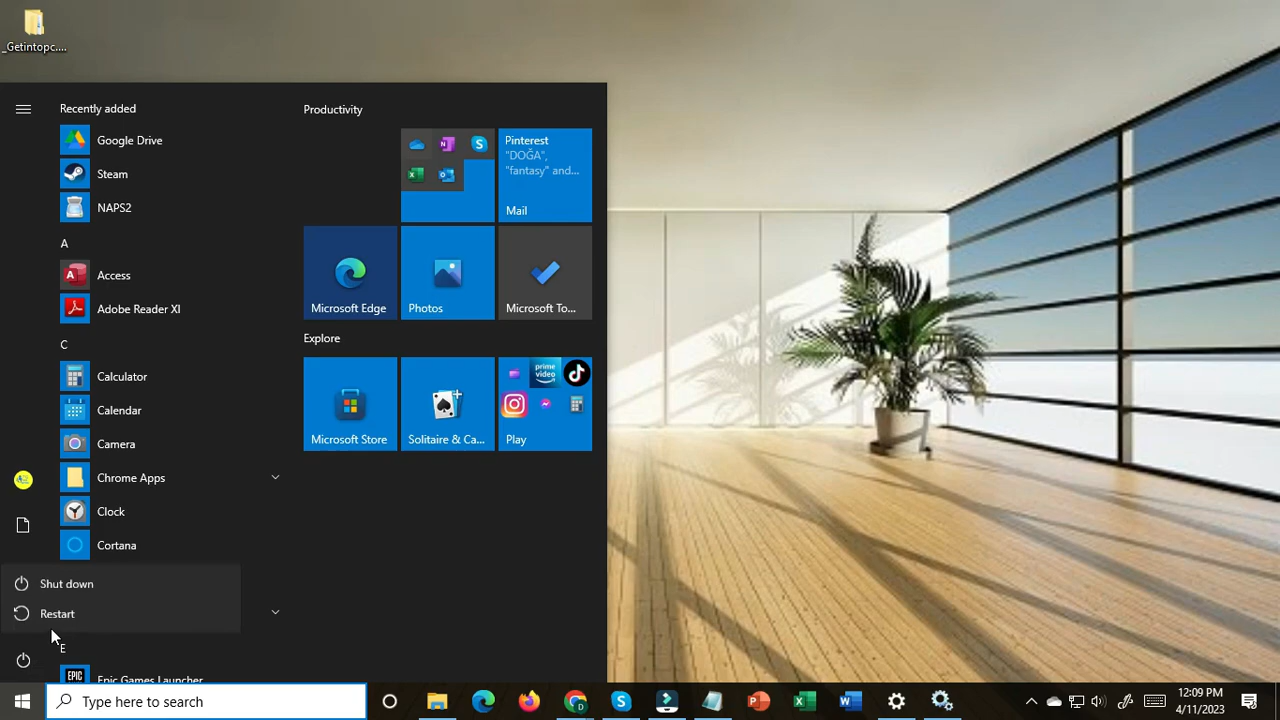 _Getintopc....
Recently added
Google Drive
Steam
NAPS2
A
Access
Adobe Reader XI
C
Calculator
Calendar
Camera
Chrome Apps
Clock
Cortana
Shut down
Restart
E
Epic Games Launcher
Productivity
Pinterest
"DOĞA",
"fantasy" and...
Mail
Microsoft Edge
Photos
Microsoft To...
Explore
prime
video
Microsoft Store
Solitaire & Ca...
Play
Type here to search
12:09 PM
4/11/2023